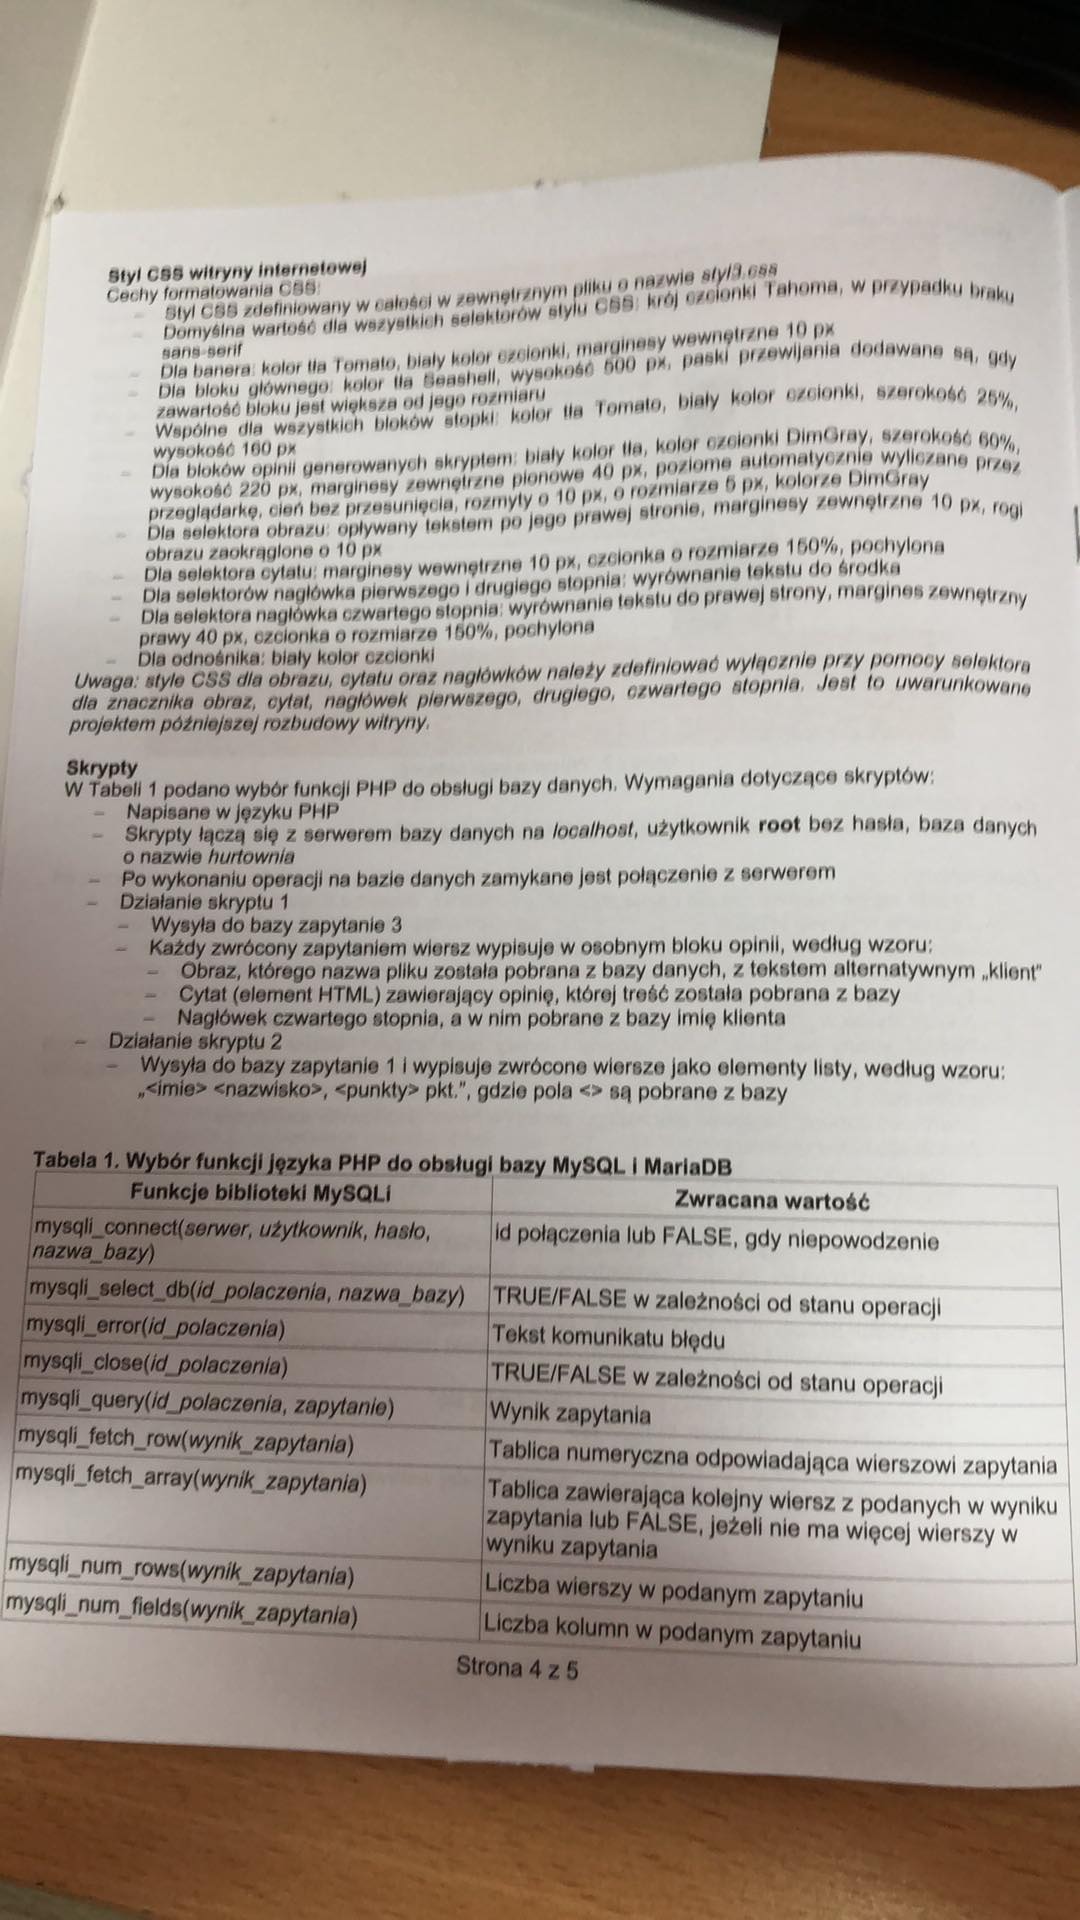 Styl CSS witryny internetowej
Cechy formatowania CSS:
– Styl CSS zdefiniowany w całości w zewnętrznym pliku o nazwie styl3.css
– Domyślna wartość dla wszystkich selektorów stylu CSS: krój czcionki Tahoma, w przypadku braku
sans-serif
– Dla banera: kolor tła Tomato, biały kolor czcionki, marginesy wewnętrzne 10 px
– Dla bloku głównego: kolor tła Seashell, wysokość 500 px, paski przewijania dodawane są, gdy
zawartość bloku jest większa od jego rozmiaru
– Wspólne dla wszystkich bloków stopki: kolor tła Tomato, biały kolor czcionki, szerokość 25%,
wysokość 160 px
– Dla bloków opinii generowanych skryptem: biały kolor tła, kolor czcionki DimGray, szerokość 60%,
wysokość 220 px, marginesy zewnętrzne pionowe 40 px, poziome automatycznie wyliczane przez
przeglądarkę, cień bez przesunięcia, rozmyty o 10 px, o rozmiarze 5 px, kolorze DimGray
– Dla selektora obrazu: opływany tekstem po jego prawej stronie, marginesy zewnętrzne 10 px, rogi
obrazu zaokrąglone o 10 px
– Dla selektora cytatu: marginesy wewnętrzne 10 px, czcionka o rozmiarze 150%, pochylona
– Dla selektorów nagłówka pierwszego i drugiego stopnia: wyrównanie tekstu do środka
– Dla selektora nagłówka czwartego stopnia: wyrównanie tekstu do prawej strony, margines zewnętrzny
prawy 40 px, czcionka o rozmiarze 150%, pochylona
– Dla odnośnika: biały kolor czcionki
Uwaga: style CSS dla obrazu, cytatu oraz nagłówków należy zdefiniować wyłącznie przy pomocy selektora
dla znacznika obraz, cytat, nagłówek pierwszego, drugiego, czwartego stopnia. Jest to uwarunkowane
projektem późniejszej rozbudowy witryny.
Skrypty
W Tabeli 1 podano wybór funkcji PHP do obsługi bazy danych. Wymagania dotyczące skryptów:
– Napisane w języku PHP
– Skrypty łączą się z serwerem bazy danych na localhost, użytkownik root bez hasła, baza danych
o nazwie hurtownia
– Po wykonaniu operacji na bazie danych zamykane jest połączenie z serwerem
– Działanie skryptu 1
– Wysyła do bazy zapytanie 3
– Każdy zwrócony zapytaniem wiersz wypisuje w osobnym bloku opinii, według wzoru:
– Obraz, którego nazwa pliku została pobrana z bazy danych, z tekstem alternatywnym „klient"
– Cytat (element HTML) zawierający opinię, której treść została pobrana z bazy
– Nagłówek czwartego stopnia, a w nim pobrane z bazy imię klienta
– Działanie skryptu 2
– Wysyła do bazy zapytanie 1 i wypisuje zwrócone wiersze jako elementy listy, według wzoru:
„<imie> <nazwisko>, <punkty> pkt.", gdzie pola <> są pobrane z bazy
Tabela 1. Wybór funkcji języka PHP do obsługi bazy MySQL i MariaDB
Funkcje biblioteki MySQLi Zwracana wartość
mysqli_connect(serwer, użytkownik, hasło, id połączenia lub FALSE, gdy niepowodzenie
nazwa_bazy)
mysqli_select_db(id_polaczenia, nazwa_bazy) TRUE/FALSE w zależności od stanu operacji
mysqli_error(id_polaczenia) Tekst komunikatu błędu
mysqli_close(id_polaczenia) TRUE/FALSE w zależności od stanu operacji
mysqli_query(id_polaczenia, zapytanie) Wynik zapytania
mysqli_fetch_row(wynik_zapytania) Tablica numeryczna odpowiadająca wierszowi zapytania
mysqli_fetch_array(wynik_zapytania) Tablica zawierająca kolejny wiersz z podanych w wyniku
zapytania lub FALSE, jeżeli nie ma więcej wierszy w
wyniku zapytania
mysqli_num_rows(wynik_zapytania) Liczba wierszy w podanym zapytaniu
mysqli_num_fields(wynik_zapytania) Liczba kolumn w podanym zapytaniu
Strona 4 z 5